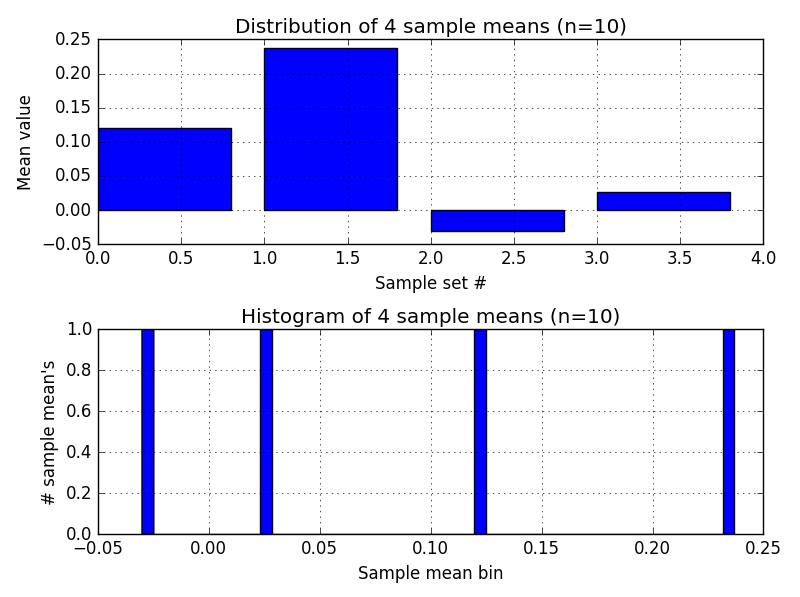 Distribution of 4 sample means (n=10)
0.25
0.20
0.15
0.10
0.05
0.00
−0.05
Mean value
0.0 0.5 1.0 1.5 2.0 2.5 3.0 3.5 4.0
Sample set #
Histogram of 4 sample means (n=10)
1.0
0.8
0.6
0.4
0.2
0.0
# sample mean's
−0.05 0.00 0.05 0.10 0.15 0.20 0.25
Sample mean bin